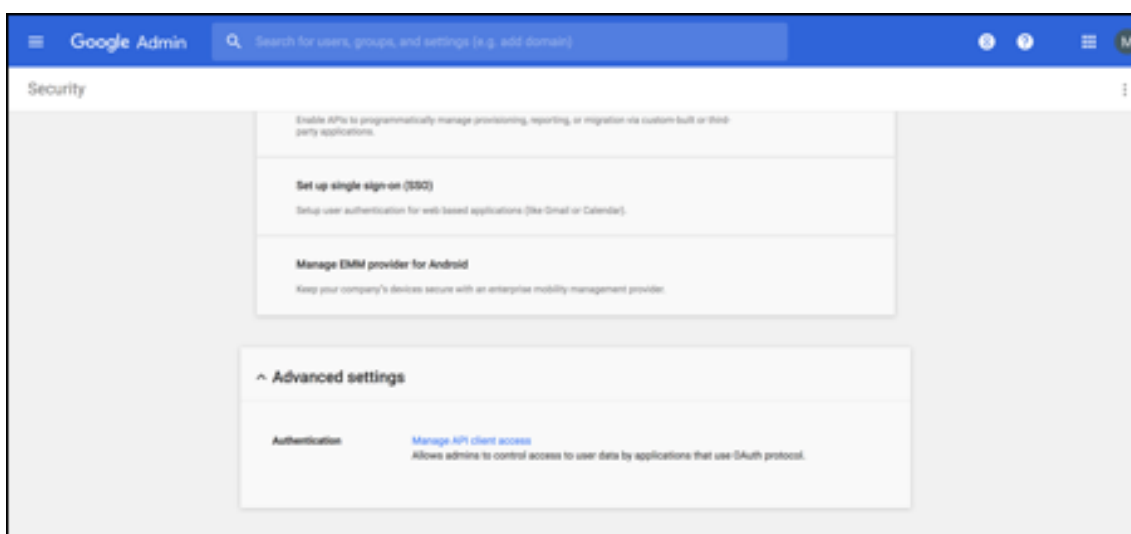 Google Admin
Search for users, groups, and settings (e.g. add domain)
Security
Enable APIs to programmatically manage provisioning, reporting, or migration via custom-built or third-
party applications.
Set up single sign-on (SSO)
Setup user authentication for web based applications (like Gmail or Calendar).
Manage EMM provider for Android
Keep your company's devices secure with an enterprise mobility management provider.
Advanced settings
Authentication
Manage API client access
Allows admins to control access to user data by applications that use OAuth protocol.